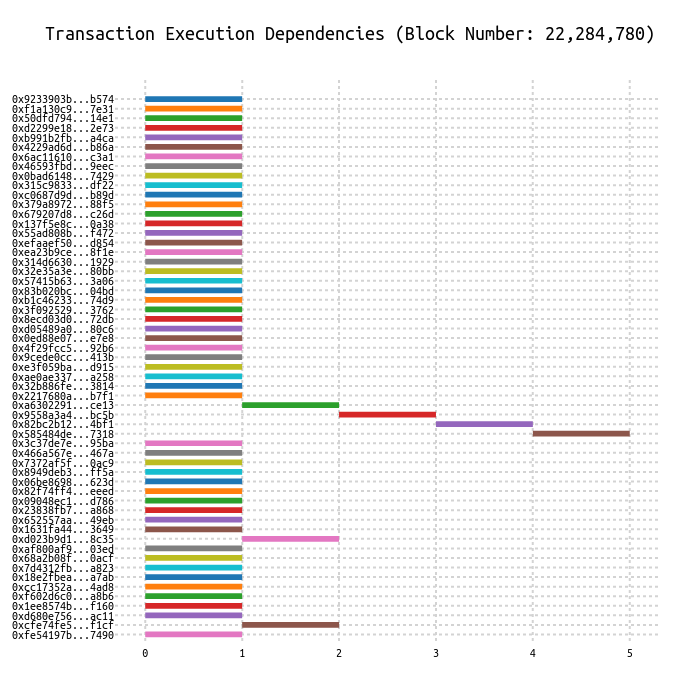 Transaction Execution Dependencies (Block Number: 22,284,780)
0x9233903b...b574
0xf1a130c9...7e31
0x50dfd794...14e1
0xd2299e18...2e73
0xb991b2fb...a4ca
0x4229ad6d...b86a
0x6ac11610...c3a1
0x46593fbd...9eec
0x0bad6148...7429
0x315c9833...df22
0xc0687d9d...b89d
0x379a8972...88f5
0x679207d8...c26d
0x137f5e8c...0a38
0x55ad808b...f472
0xefaaef50...d854
0xea23b9ce...8f1e
0x314d6630...1929
0x32e35a3e...80bb
0x57415b63...3a06
0x83b020bc...04bd
0xb1c46233...74d9
0x3f092529...3762
0x8ecd03d0...72db
0xd05489a0...80c6
0x0ed88e07...e7e8
0x4f29fcc5...92b6
0x9cede0cc...413b
0xe3f059ba...d915
0xae0ae337...a258
0x32b886fe...3814
0x2217680a...b7f1
0xa6302291...ce13
0x9558a3a4...bc5b
0x82bc2b12...4bf1
0x585484de...7318
0x3c37de7e...95ba
0x466a567e...467a
0x7372af5f...0ac9
0x8949deb3...ff5a
0x06be8698...623d
0x82f74ff4...eeed
0x09048ec1...d786
0x23838fb7...a868
0x652557aa...49eb
0x1631fa44...3649
0xd023b9d1...8c35
0xaf800af9...03ed
0x68a2b08f...0acf
0x7d4312fb...a823
0x18e2fbea...a7ab
0xcc17352a...4ad8
0xf602d6c0...a8b6
0x1ee8574b...f160
0xd680e756...ac11
0xcfe74fe5...f1cf
0xfe54197b...7490
0 1 2 3 4 5